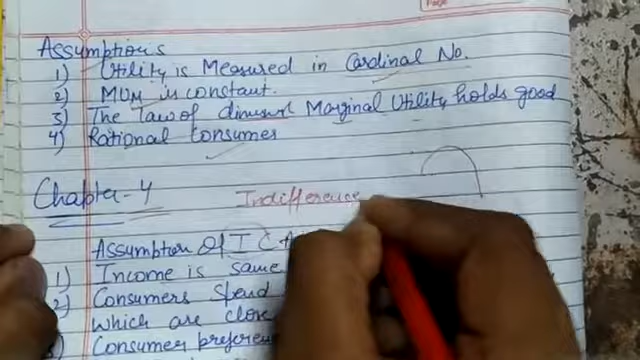 Assumptions
1) Utility is Measured in Cardinal No.
2) MUM is constant.
3) The law of Marginal Utility holds good
4) Rational Consumer
Chapter-4 Indifference
Assumption Of I C A
1) Income is same
2) Consumers Spend
which are close
Consumer